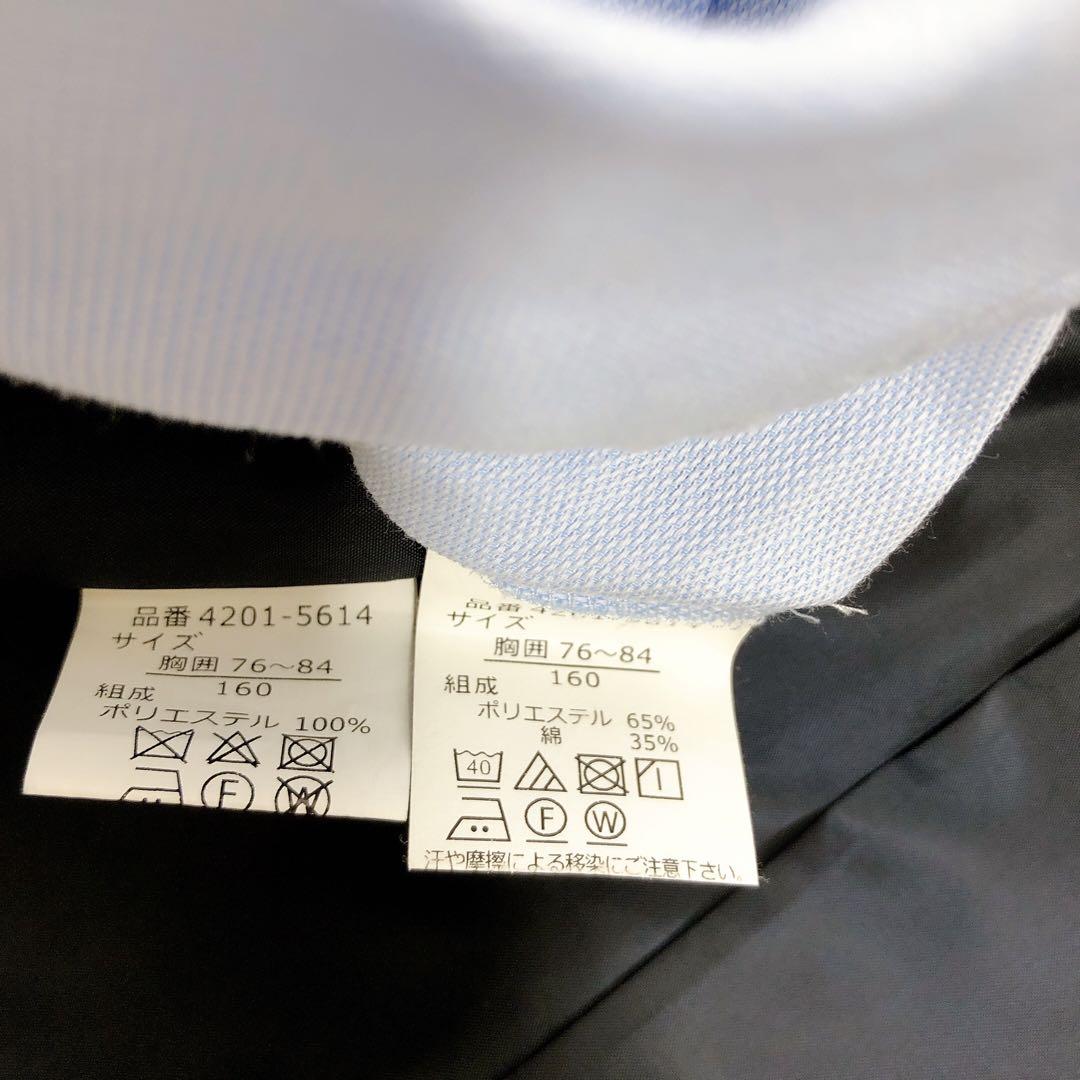 品番 4201-5614
サイズ
胸囲 76～84
160
組成
ポリエステル 100%
F
W
品番
サイズ
胸囲 76～84
160
組成
ポリエステル 65%
綿 35%
40
F
W
汗や摩擦による移染にご注意下さい。